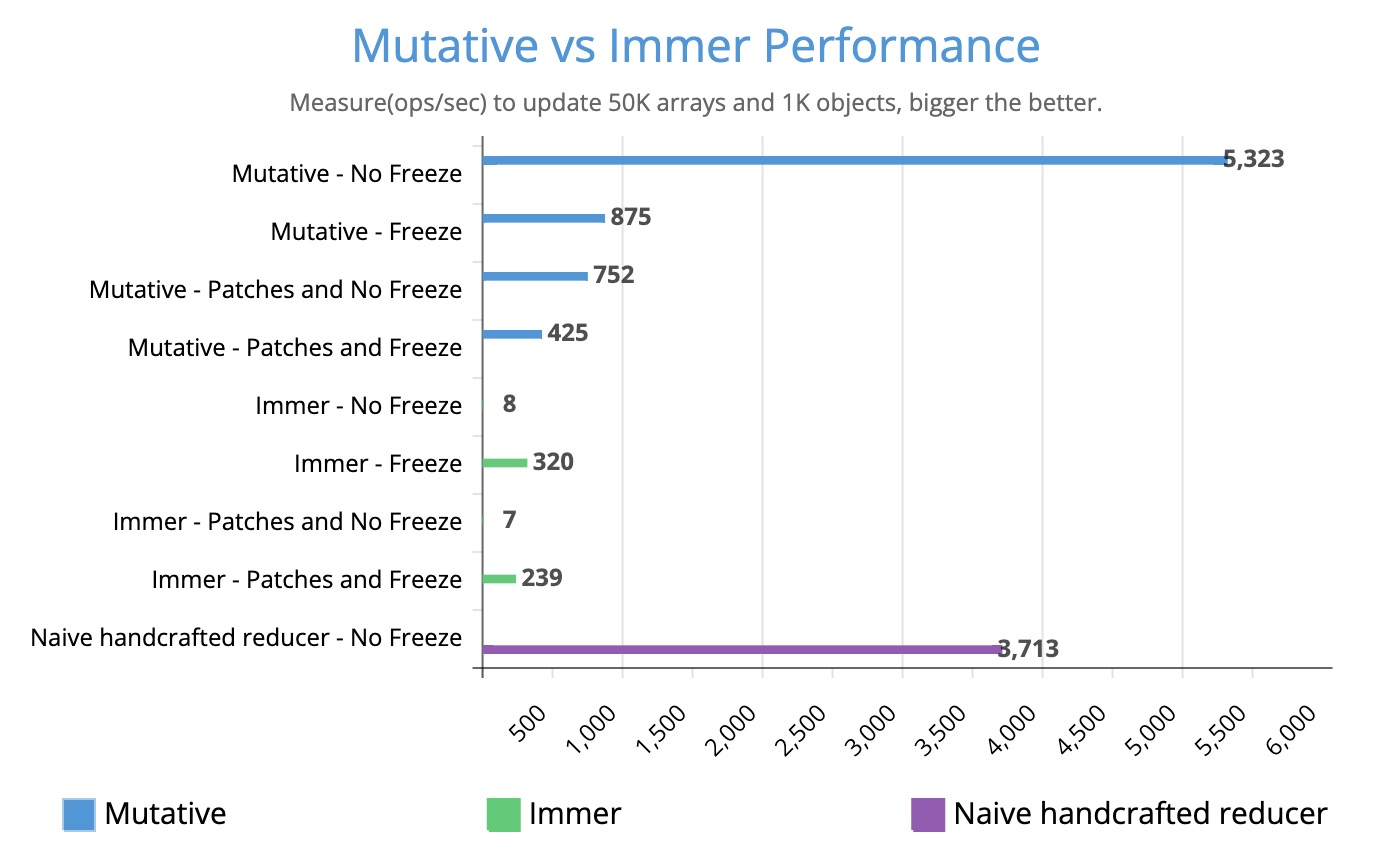 Mutative vs Immer Performance
Measure(ops/sec) to update 50K arrays and 1K objects, bigger the better.
Mutative - No Freeze 5,323
Mutative - Freeze 875
Mutative - Patches and No Freeze 752
Mutative - Patches and Freeze 425
Immer - No Freeze 8
Immer - Freeze 320
Immer - Patches and No Freeze 7
Immer - Patches and Freeze 239
Naive handcrafted reducer - No Freeze 3,713
500 1,000 1,500 2,000 2,500 3,000 3,500 4,000 4,500 5,000 5,500 6,000
Mutative Immer Naive handcrafted reducer